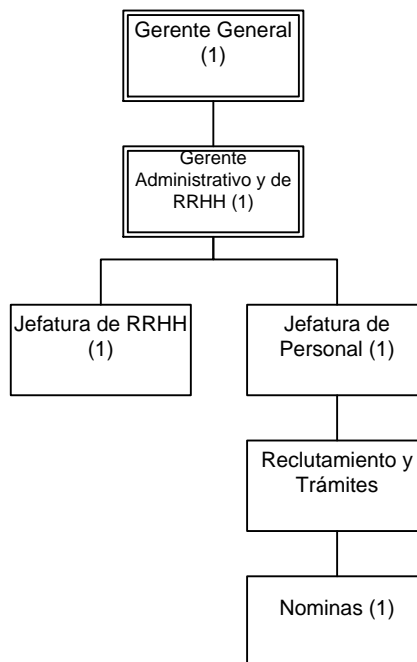 Gerente General
(1)
Gerente
Administrativo y de
RRHH (1)
Jefatura de RRHH
(1)
Jefatura de
Personal (1)
Reclutamiento y
Trámites
Nominas (1)